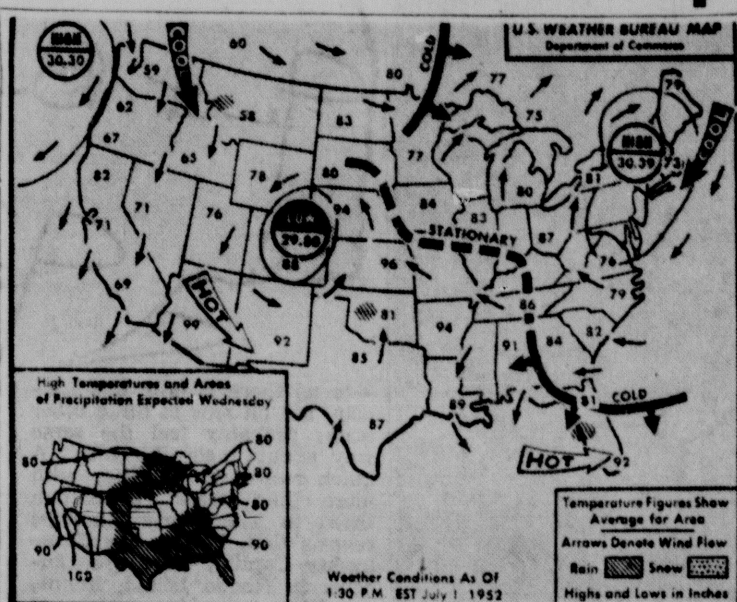 U.S. WEATHER BUREAU MAP
Department of Commerce
HIGH
30.30
COOL
60
COLD
80
77
79
59
62
58
83
75
HIGH
30.39
73
COOL
67
65
77
81
82
78
80
80
71
71
76
94
84
83
87
LOW
29.80
88
STATIONARY
76
96
79
69
HOT
99
92
81
86
82
94
91
84
85
89
81
COLD
87
HOT
92
High Temperatures and Areas
of Precipitation Expected Wednesday
80
80
80
80
90
90
100
Weather Conditions As Of
1:30 P.M. EST July 1 1952
Temperature Figures Show
Average for Area
Arrows Denote Wind Flow
Rain Snow
Highs and Lows in Inches